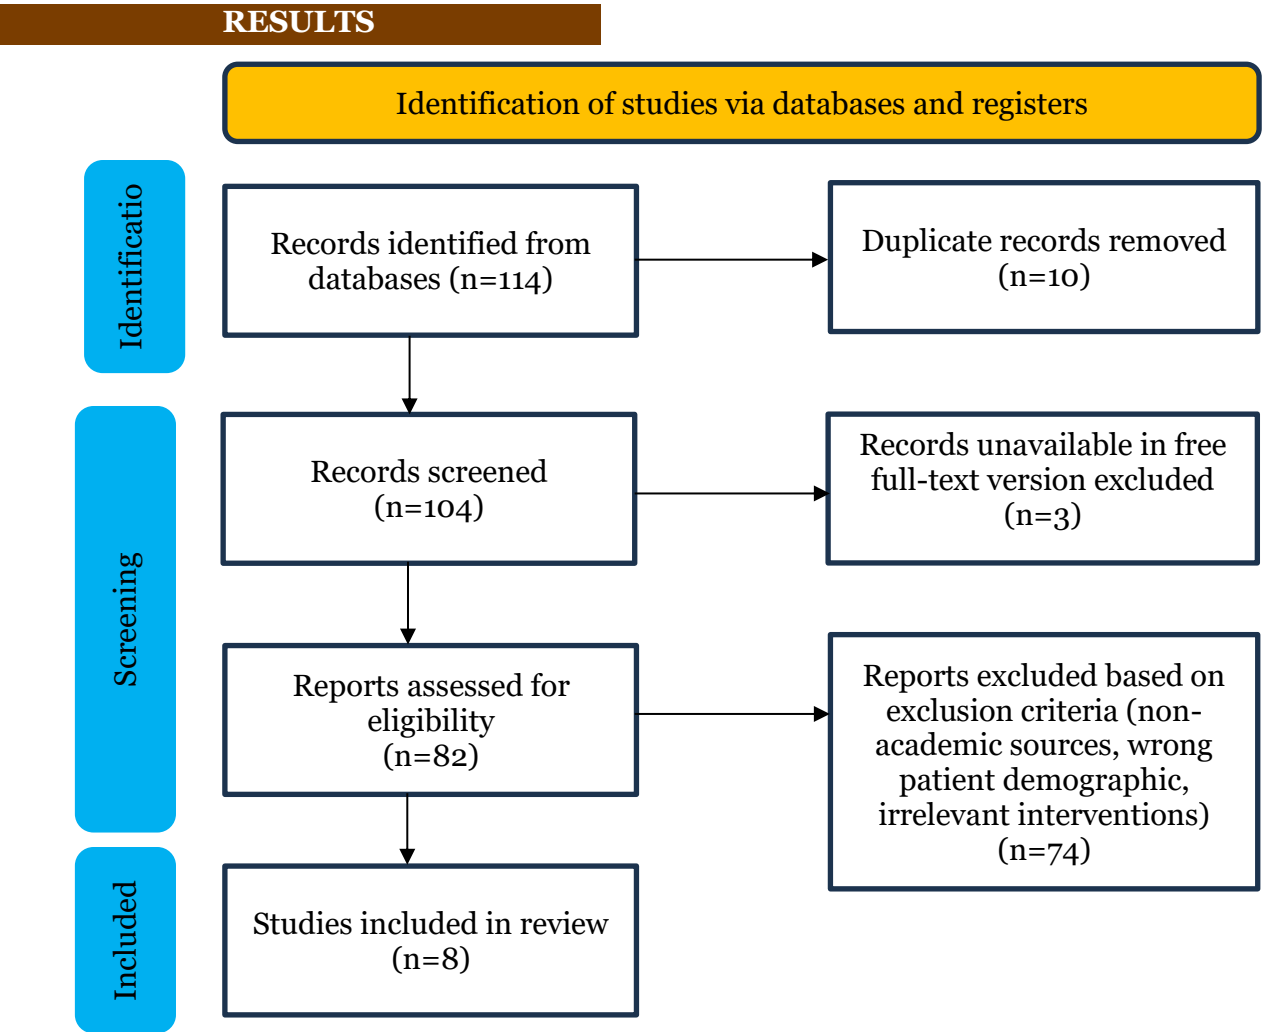 RESULTS
Identification of studies via databases and registers
Identificatio
Records identified from
databases (n=114)
Duplicate records removed
(n=10)
Screening
Records screened
(n=104)
Records unavailable in free
full-text version excluded
(n=3)
Reports assessed for
eligibility
(n=82)
Reports excluded based on
exclusion criteria (non-
academic sources, wrong
patient demographic,
irrelevant interventions)
(n=74)
Included
Studies included in review
(n=8)